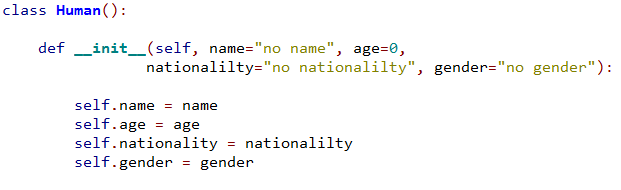 class Human():
def __init__(self, name="no name", age=0,
nationalilty="no nationalilty", gender="no gender"):
self.name = name
self.age = age
self.nationality = nationalilty
self.gender = gender